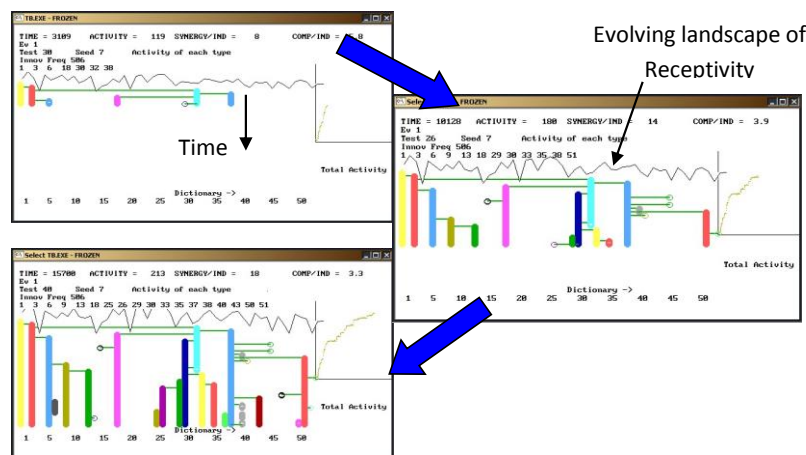 TB.EXE - FROZEN
TIME = 3109 ACTIVITY = 119 SYNERGY/IND = 8 COMP/IND 5.8
Ev 1
Test 30 Seed 7 Activity of each type
Innov Freq 506
1 3 6 18 30 32 38
Time
Total Activity
Dictionary ->
1 5 10 15 20 25 30 35 40 45 50
Evolving landscape of
Receptivity
Selec FROZEN
TIME = 10128 ACTIVITY = 180 SYNERGY/IND = 14 COMP/IND = 3.9
Ev 1
Test 26 Seed 7 Activity of each type
Innov Freq 506
1 3 6 9 13 18 29 30 33 35 38 51
Total Activity
Dictionary ->
1 5 10 15 20 25 30 35 40 45 50
Select TB.EXE - FROZEN
TIME = 15700 ACTIVITY = 213 SYNERGY/IND = 18 COMP/IND = 3.3
Ev 1
Test 40 Seed 7 Activity of each type
Innov Freq 506
1 3 6 9 13 18 25 26 29 30 33 35 37 38 40 43 50 51
Total Activity
Dictionary ->
1 5 10 15 20 25 30 35 40 45 50